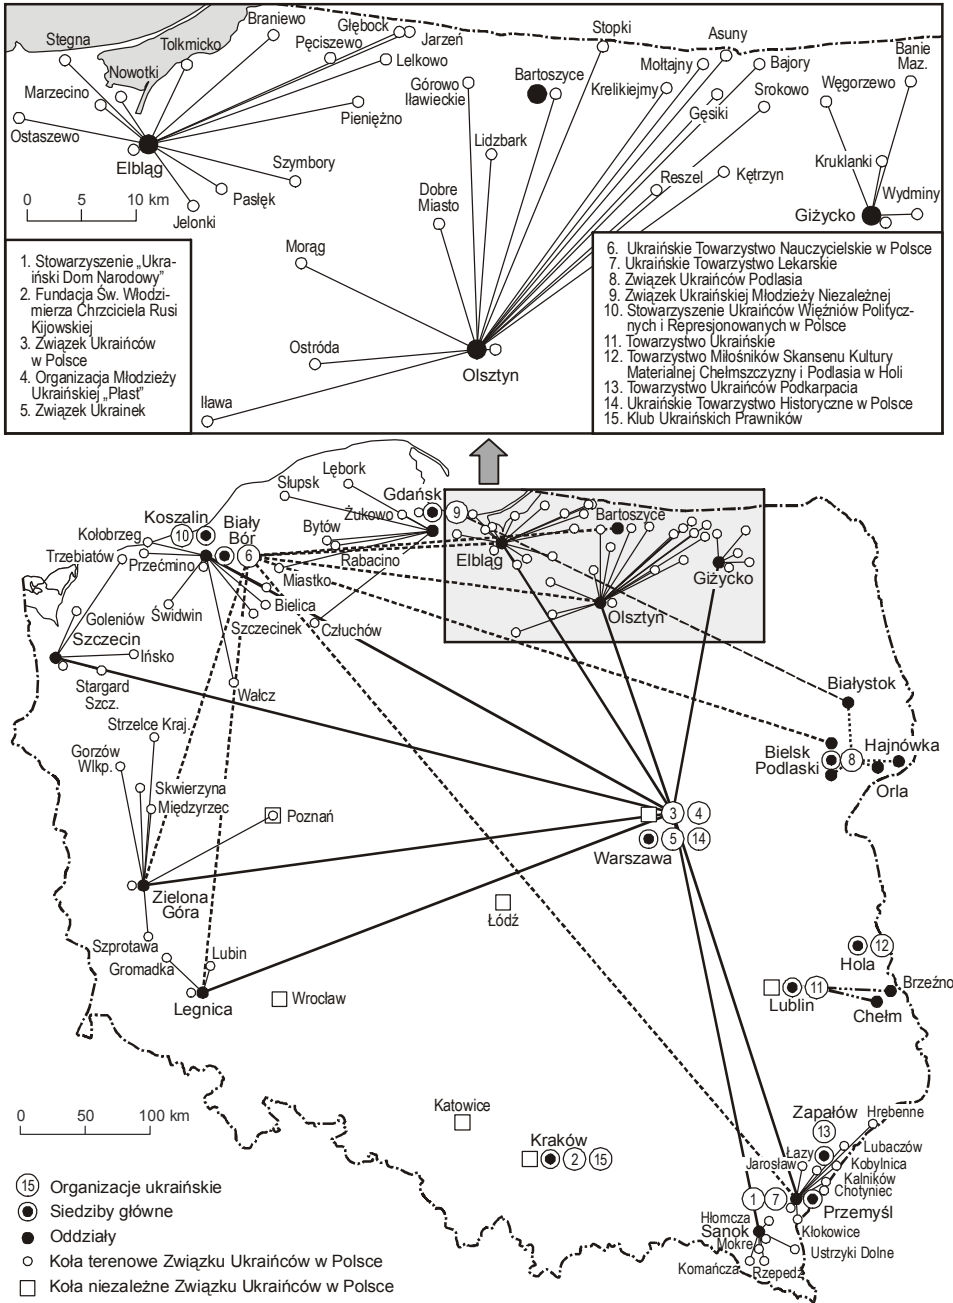 Stegna
Braniewo
Głębock
Jarzeń
Stopki
Asuny
Tolkmicko
Pęciszewo
Lelkowo
Nowotki
Marzecino
Ostaszewo
Elbląg
Pieniężno
Szymbory
Pasłęk
Jelonki
0 5 10 km
Górowo
Iławieckie
Bartoszyce
Mołtajny
Krelikiejmy
Bajory
Srokowo
Gęsiki
Banie
Maz.
Węgorzewo
Lidzbark
Dobre
Miasto
Reszel
Kętrzyn
Kruklanki
Wydminy
Giżycko
Morąg
Ostróda
Olsztyn
Iława
1. Stowarzyszenie „Ukra-
iński Dom Narodowy”
2. Fundacja Św. Włodzi-
mierza Chrzciciela Rusi
Kijowskiej
3. Związek Ukraińców
w Polsce
4. Organizacja Młodzieży
Ukraińskiej „Płast”
5. Związek Ukrainek
6. Ukraińskie Towarzystwo Nauczycielskie w Polsce
7. Ukraińskie Towarzystwo Lekarskie
8. Związek Ukraińców Podlasia
9. Związek Ukraińskiej Młodzieży Niezależnej
10. Stowarzyszenie Ukraińców Więźniów Politycz-
nych i Represjonowanych w Polsce
11. Towarzystwo Ukraińskie
12. Towarzystwo Miłośników Skansenu Kultury
Materialnej Chełmszczyzny i Podlasia w Holi
13. Towarzystwo Ukraińców Podkarpacia
14. Ukraińskie Towarzystwo Historyczne w Polsce
15. Klub Ukraińskich Prawników
Lębork
Słupsk
Gdańsk
9
Żukowo
Koszalin
10
Biały
Bór
6
Bytów
Rabacino
Kołobrzeg
Trzebiatów
Przećmino
Miastko
Bielica
Świdwin
Szczecinek
Człuchów
Goleniów
Szczecin
Ińsko
Stargard
Szcz.
Wałcz
Bartoszyce
Elbląg
Giżycko
Olsztyn
Białystok
Bielsk
Podlaski
8
Hajnówka
Orla
Strzelce Kraj.
Gorzów
Wlkp.
Skwierzyna
Międzyrzec
Poznań
3 4
5 14
Warszawa
Zielona
Góra
Łódź
Szprotawa
Gromadka
Lubin
Legnica
Wrocław
12
Hola
11
Lublin
Brzeźno
Chełm
0 50 100 km
Katowice
Kraków
2 15
Zapałów
13
Hrebenne
Lubaczów
Łazy
Jarosław
Kobylnica
Kalników
Chotyniec
1 7
Przemyśl
Hłomcza
Kłokowice
Sanok
Mokre
Ustrzyki Dolne
Komańcza
Rzepedź
15 Organizacje ukraińskie
Siedziby główne
Oddziały
Koła terenowe Związku Ukraińców w Polsce
Koła niezależne Związku Ukraińców w Polsce